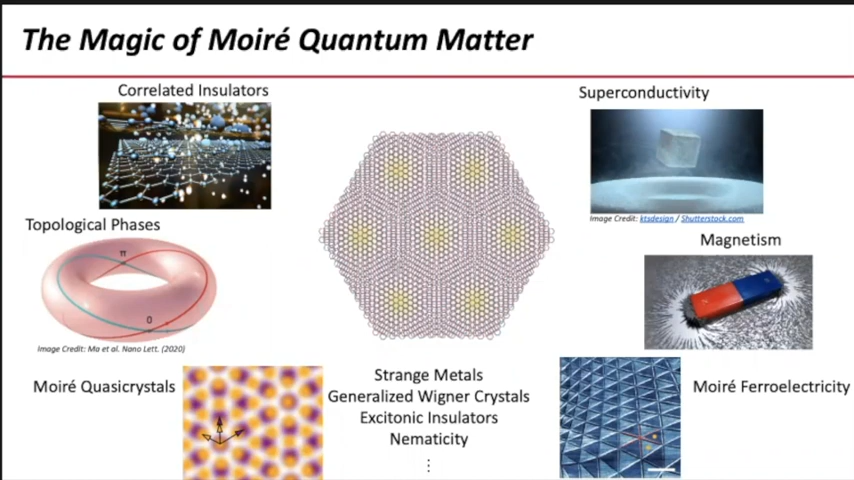 The Magic of Moiré Quantum Matter
Correlated Insulators
Superconductivity
Image Credit: ktsdesign / Shutterstock.com
Topological Phases
π
0
Image Credit: Ma et al. Nano Lett. (2020)
Magnetism
Moiré Quasicrystals
Strange Metals
Generalized Wigner Crystals
Excitonic Insulators
Nematicity
⋮
Moiré Ferroelectricity